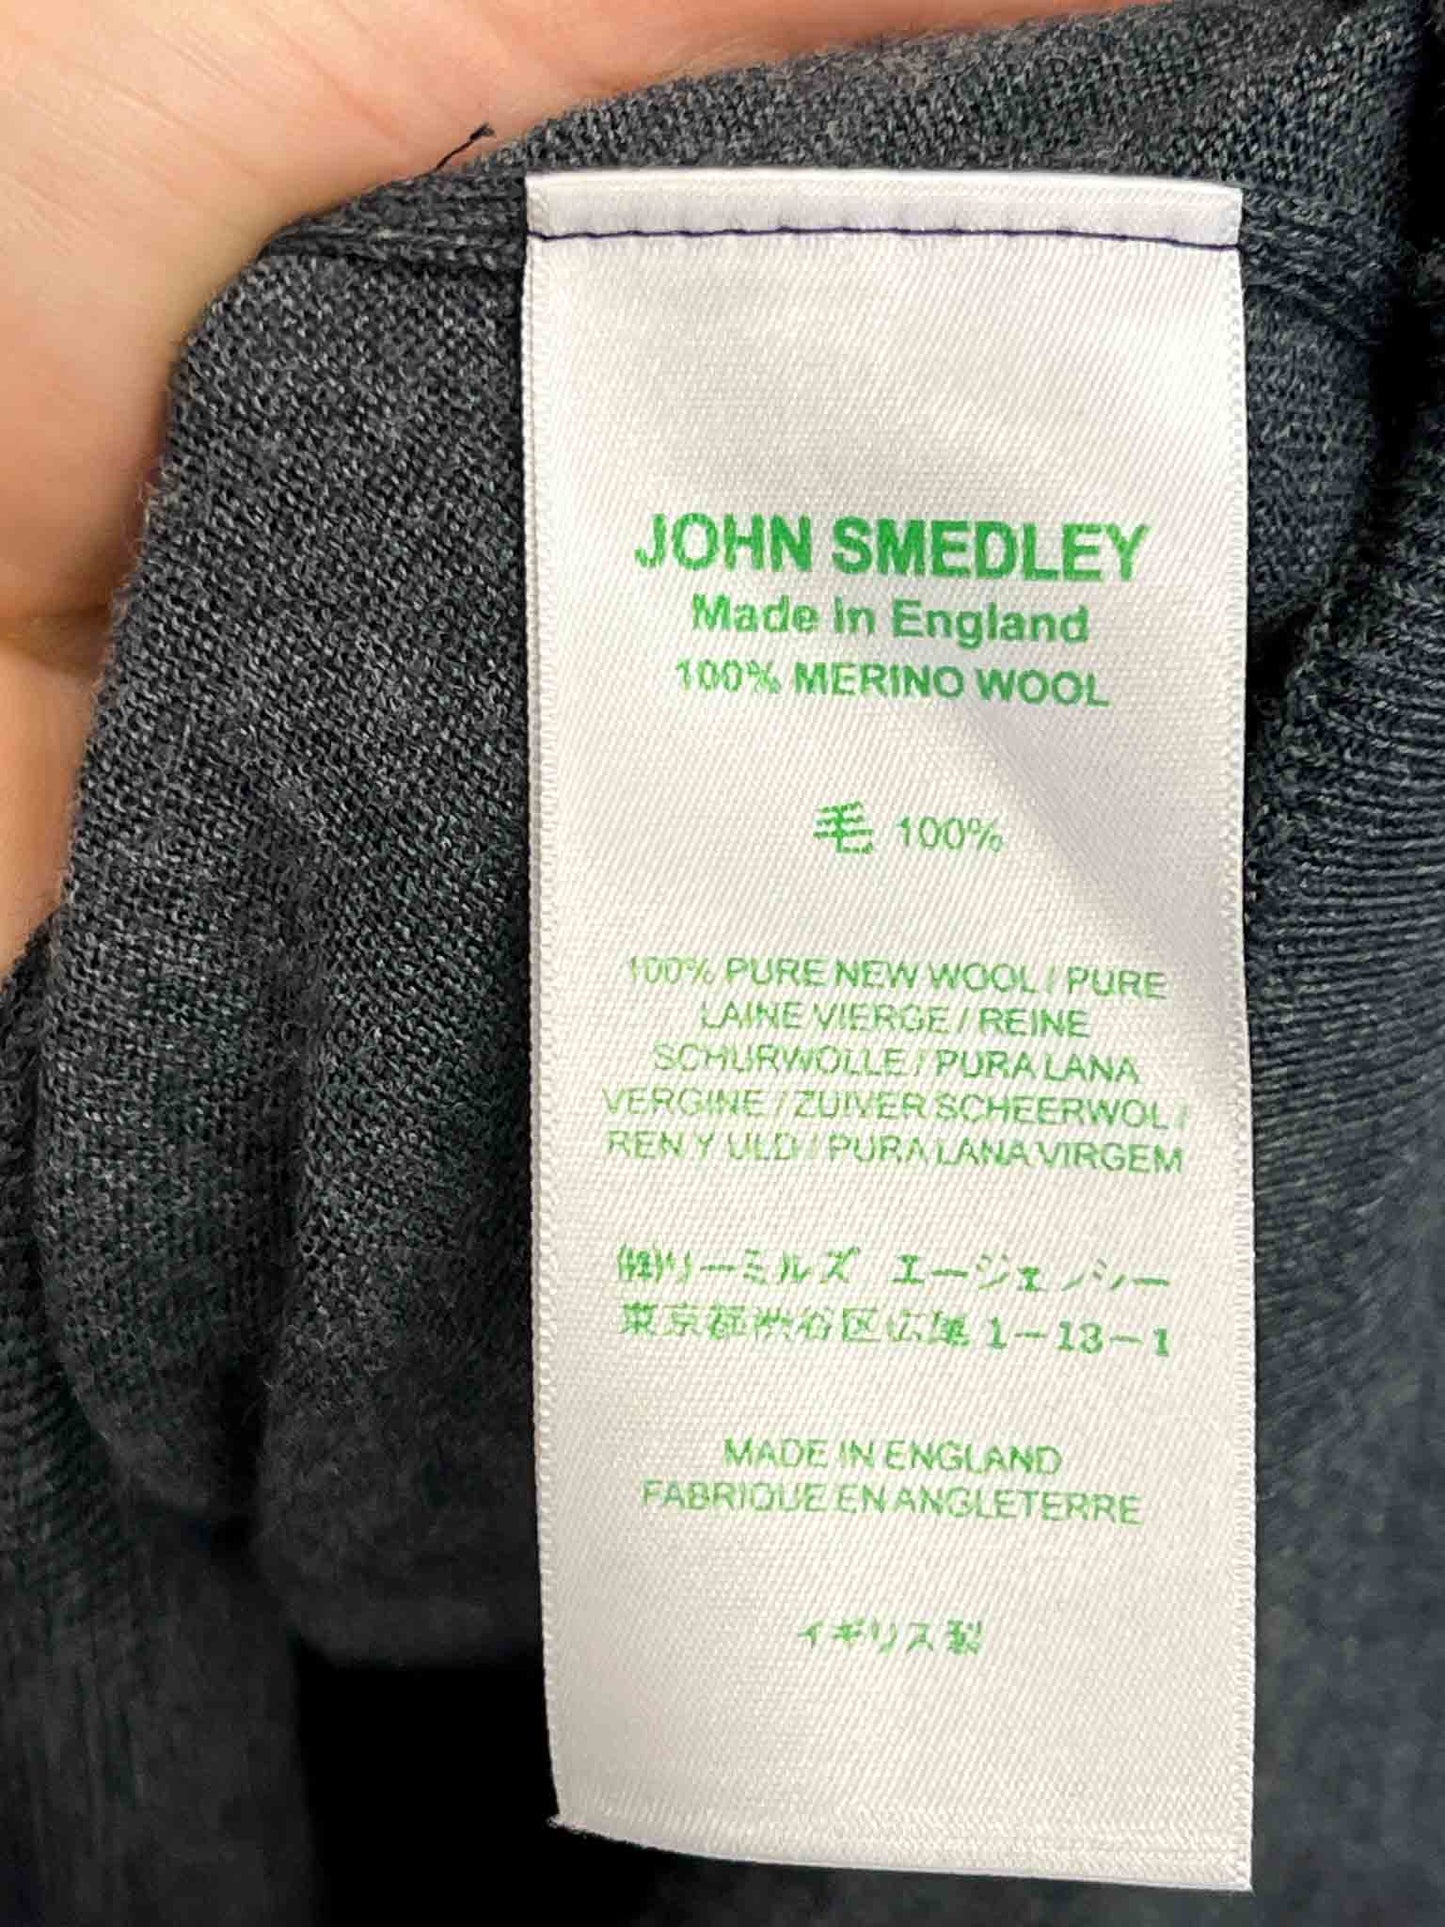 JOHN SMEDLEY
Made in England
100% MERINO WOOL
毛 100%
100% PURE NEW WOOL / PURE
LAINE VIERGE / REINE
SCHURWOLLE / PURA LANA
VERGINE / ZUIVER SCHEERWOL /
REN Y ULD / PURA LANA VIRGEM
㈱リーミルズ エージェンシー
東京都渋谷区広尾 1-13-1
MADE IN ENGLAND
FABRIQUE EN ANGLETERRE
イギリス製